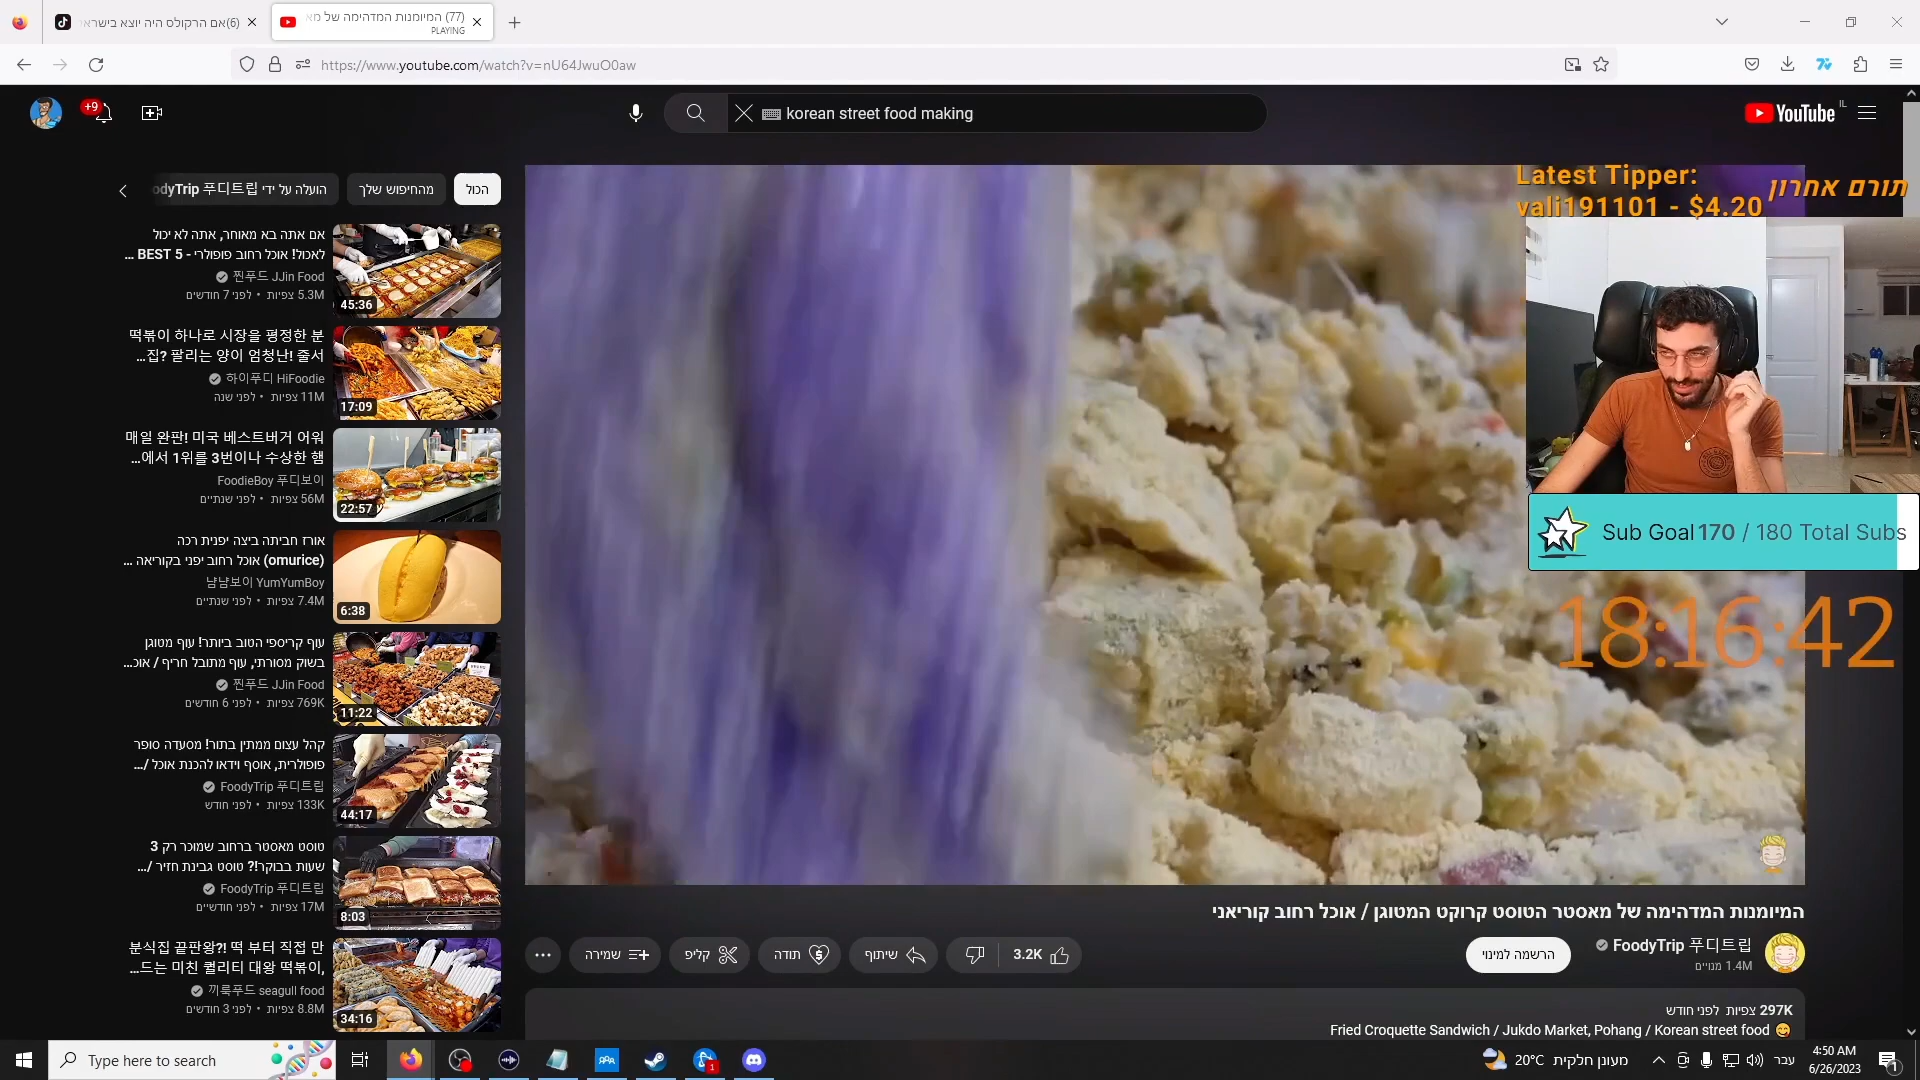 (6)אם הרקולס היה יוצא בישרא
(77) המיומנות המדהימה של מא
PLAYING
https://www.youtube.com/watch?v=nU64JwuO0aw
+9
korean street food making
YouTube IL
הכול
מהחיפוש שלך
הועלה על ידי odyTrip 푸디트립
אם אתה בא מאוחר, אתה לא יכול
לאכול! אוכל רחוב פופולרי - BEST 5 ...
찐푸드 JJin Food
5.3M צפיות • לפני 7 חודשים
45:36
떡볶이 하나로 시장을 평정한 분
집? 팔리는 양이 엄청난! 줄서...
하이푸디 HiFoodie
11M צפיות • לפני שנה
17:09
매일 완판! 미국 베스트버거 어워
에서 1위를 3번이나 수상한 햄...
FoodieBoy 푸디보이
56M צפיות • לפני שנתיים
22:57
אורז חביתה ביצה יפנית רכה
(omurice) אוכל רחוב יפני בקוריאה ...
냠냠보이 YumYumBoy
7.4M צפיות • לפני שנתיים
6:38
עוף קריספי הטוב ביותר! עוף מטוגן
בשוק מסורתי, עוף מתובל חריף / אוכ...
찐푸드 JJin Food
769K צפיות • לפני 6 חודשים
11:22
קהל עצום ממתין בתור! מסעדה סופר
פופולרית, אוסף וידאו להכנת אוכל /...
FoodyTrip 푸디트립
133K צפיות • לפני חודש
44:17
טוסט מאסטר ברחוב שמוכר רק 3
שעות בבוקר!? טוסט גבינת חזיר /...
FoodyTrip 푸디트립
17M צפיות • לפני חודשיים
8:03
분식집 끝판왕?! 떡 부터 직접 만
드는 미친 퀄리티 대왕 떡볶이,...
끼룩푸드 seagull food
8.8M צפיות • לפני 3 חודשים
34:16
Latest Tipper:
vali191101 - $4.20
תורם אחרון
Sub Goal 170 / 180 Total Subs
18:16:42
המיומנות המדהימה של מאסטר הטוסט קרוקט המטוגן / אוכל רחוב קוריאני
FoodyTrip 푸디트립
1.4M מנויים
הרשמה למינוי
3.2K
שיתוף
תודה
קליפ
שמירה
297K צפיות לפני חודש
Fried Croquette Sandwich / Jukdo Market, Pohang / Korean street food
Type here to search
1
20°C מעונן חלקית
עבר
4:50 AM
6/26/2023
1